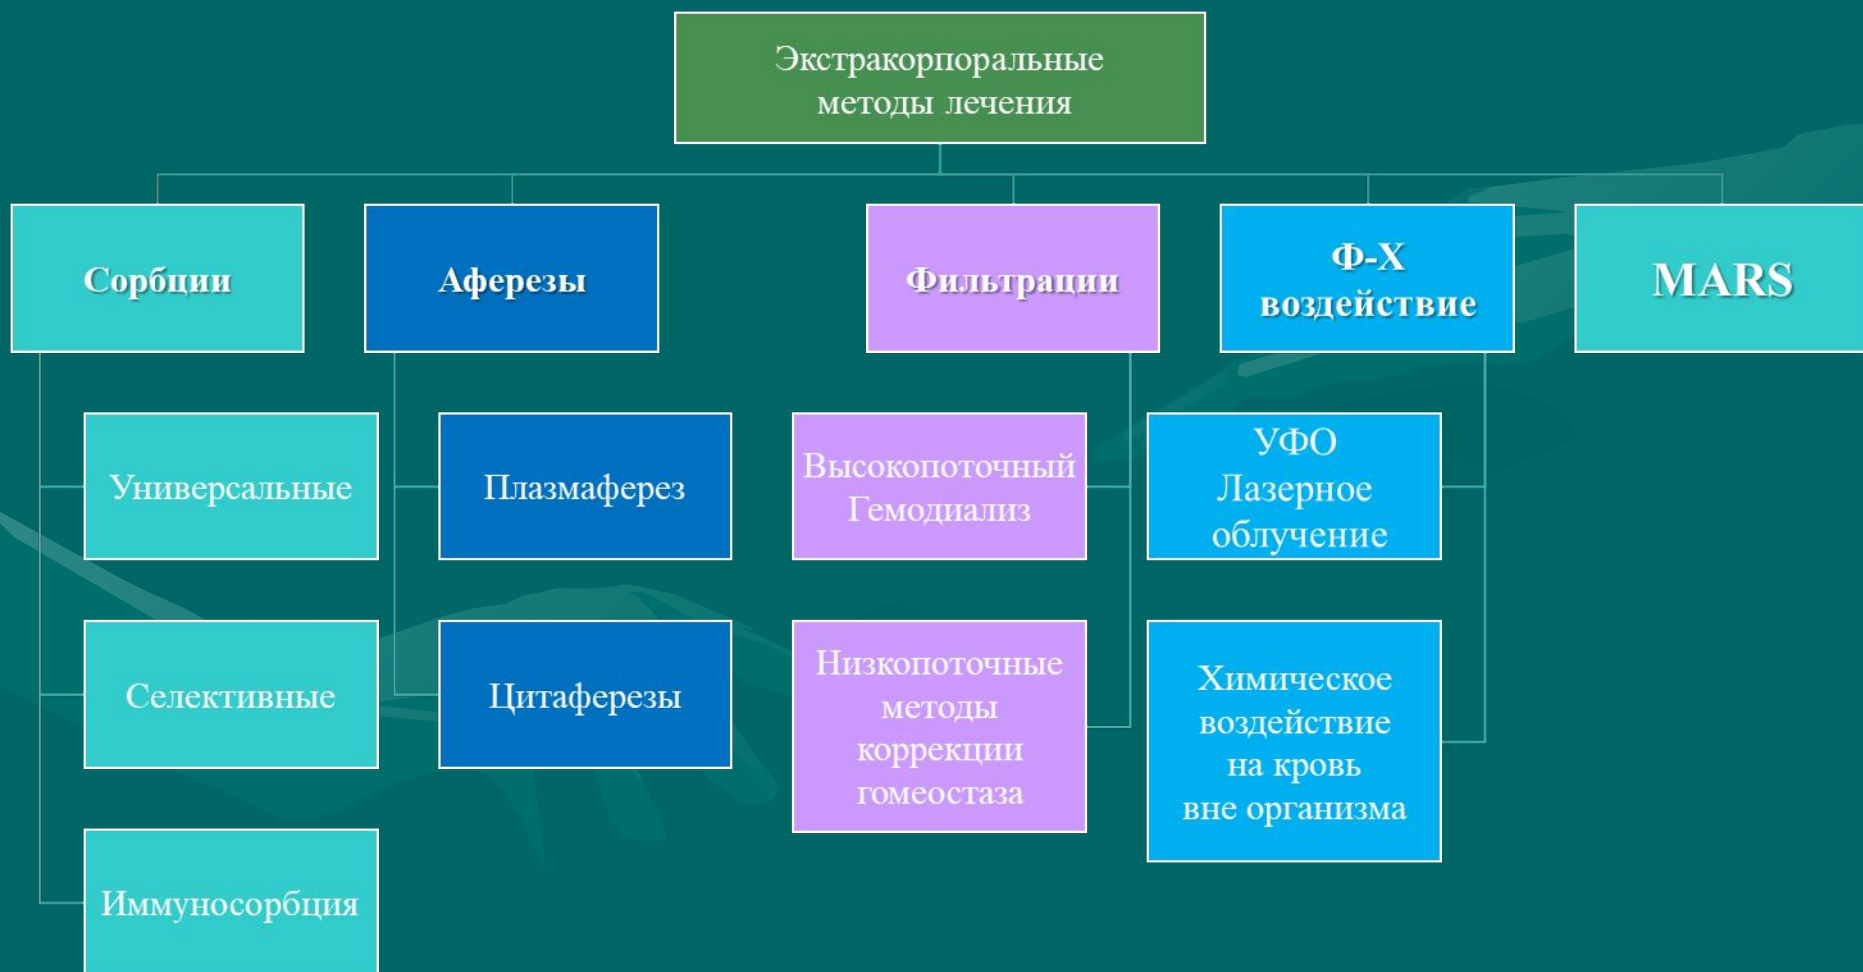 Экстракорпоральные
методы лечения
Сорбции
Аферезы
Фильтрации
Ф-Х
воздействие
MARS
Универсальные
Плазмаферез
Высокопоточный
Гемодиализ
УФО
Лазерное
облучение
Селективные
Цитаферезы
Низкопоточные
методы
коррекции
гомеостаза
Химическое
воздействие
на кровь
вне организма
Иммуносорбция